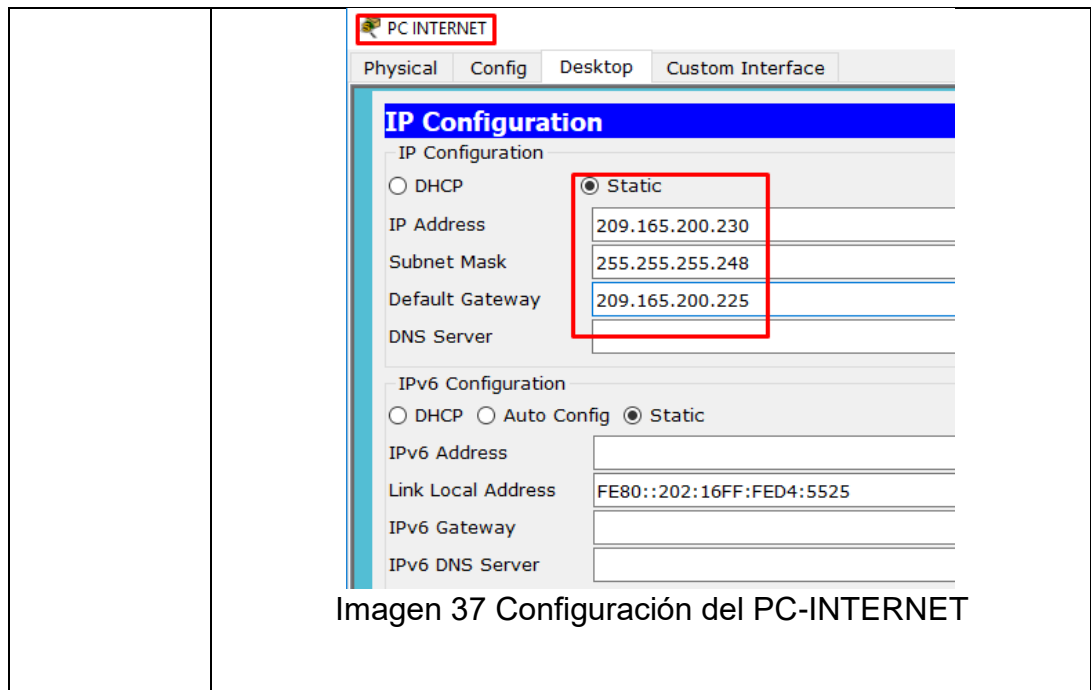 PC INTERNET
Physical Config Desktop Custom Interface
IP Configuration
IP Configuration
DHCP Static
IP Address 209.165.200.230
Subnet Mask 255.255.255.248
Default Gateway 209.165.200.225
DNS Server
IPv6 Configuration
DHCP Auto Config Static
IPv6 Address
Link Local Address FE80::202:16FF:FED4:5525
IPv6 Gateway
IPv6 DNS Server
Imagen 37 Configuración del PC-INTERNET